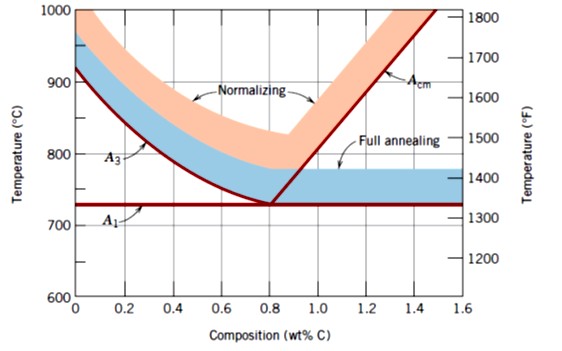 1000
900
800
700
600
Temperature (°C)
Normalizing
Acm
Full annealing
A3
A1
1800
1700
1600
1500
1400
1300
1200
Temperature (°F)
0 0.2 0.4 0.6 0.8 1.0 1.2 1.4 1.6
Composition (wt% C)